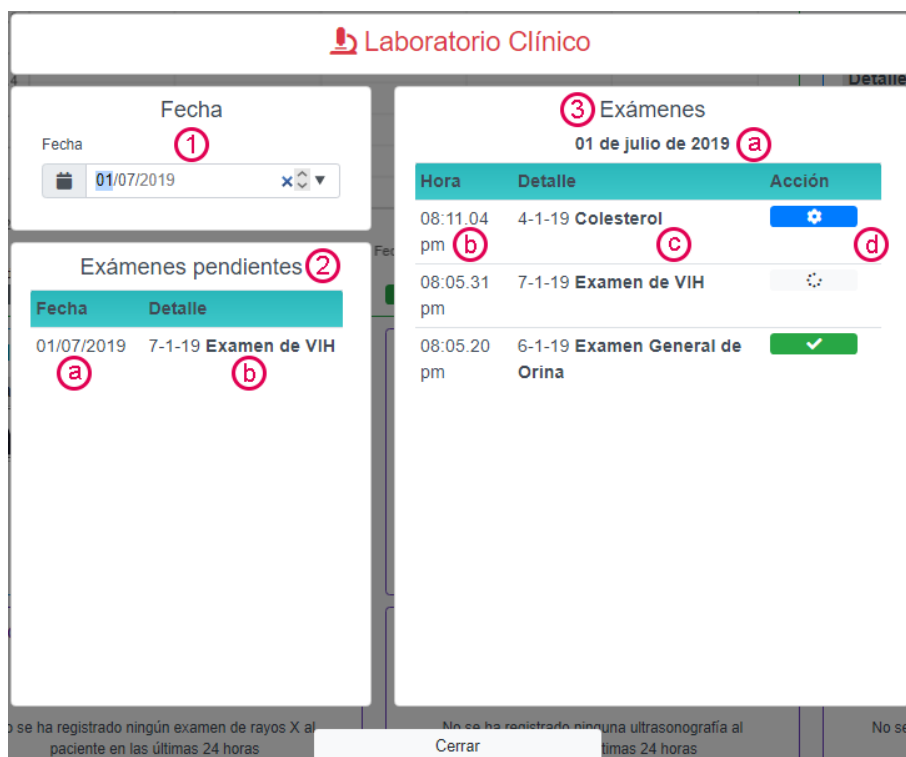 Laboratorio Clínico
Detalle
Fecha
1
Fecha
01/07/2019
Exámenes pendientes 2
Fecha Detalle
01/07/2019 7-1-19 Examen de VIH
a b
3 Exámenes
01 de julio de 2019 a
Hora Detalle Acción
08:11.04 4-1-19 Colesterol
pm b c d
08:05.31 7-1-19 Examen de VIH
pm
08:05.20 6-1-19 Examen General de
pm Orina
Fec
o se ha registrado ningún examen de rayos X al
paciente en las últimas 24 horas
No se ha registrado ninguna ultrasonografía al
timas 24 horas
No se
Cerrar